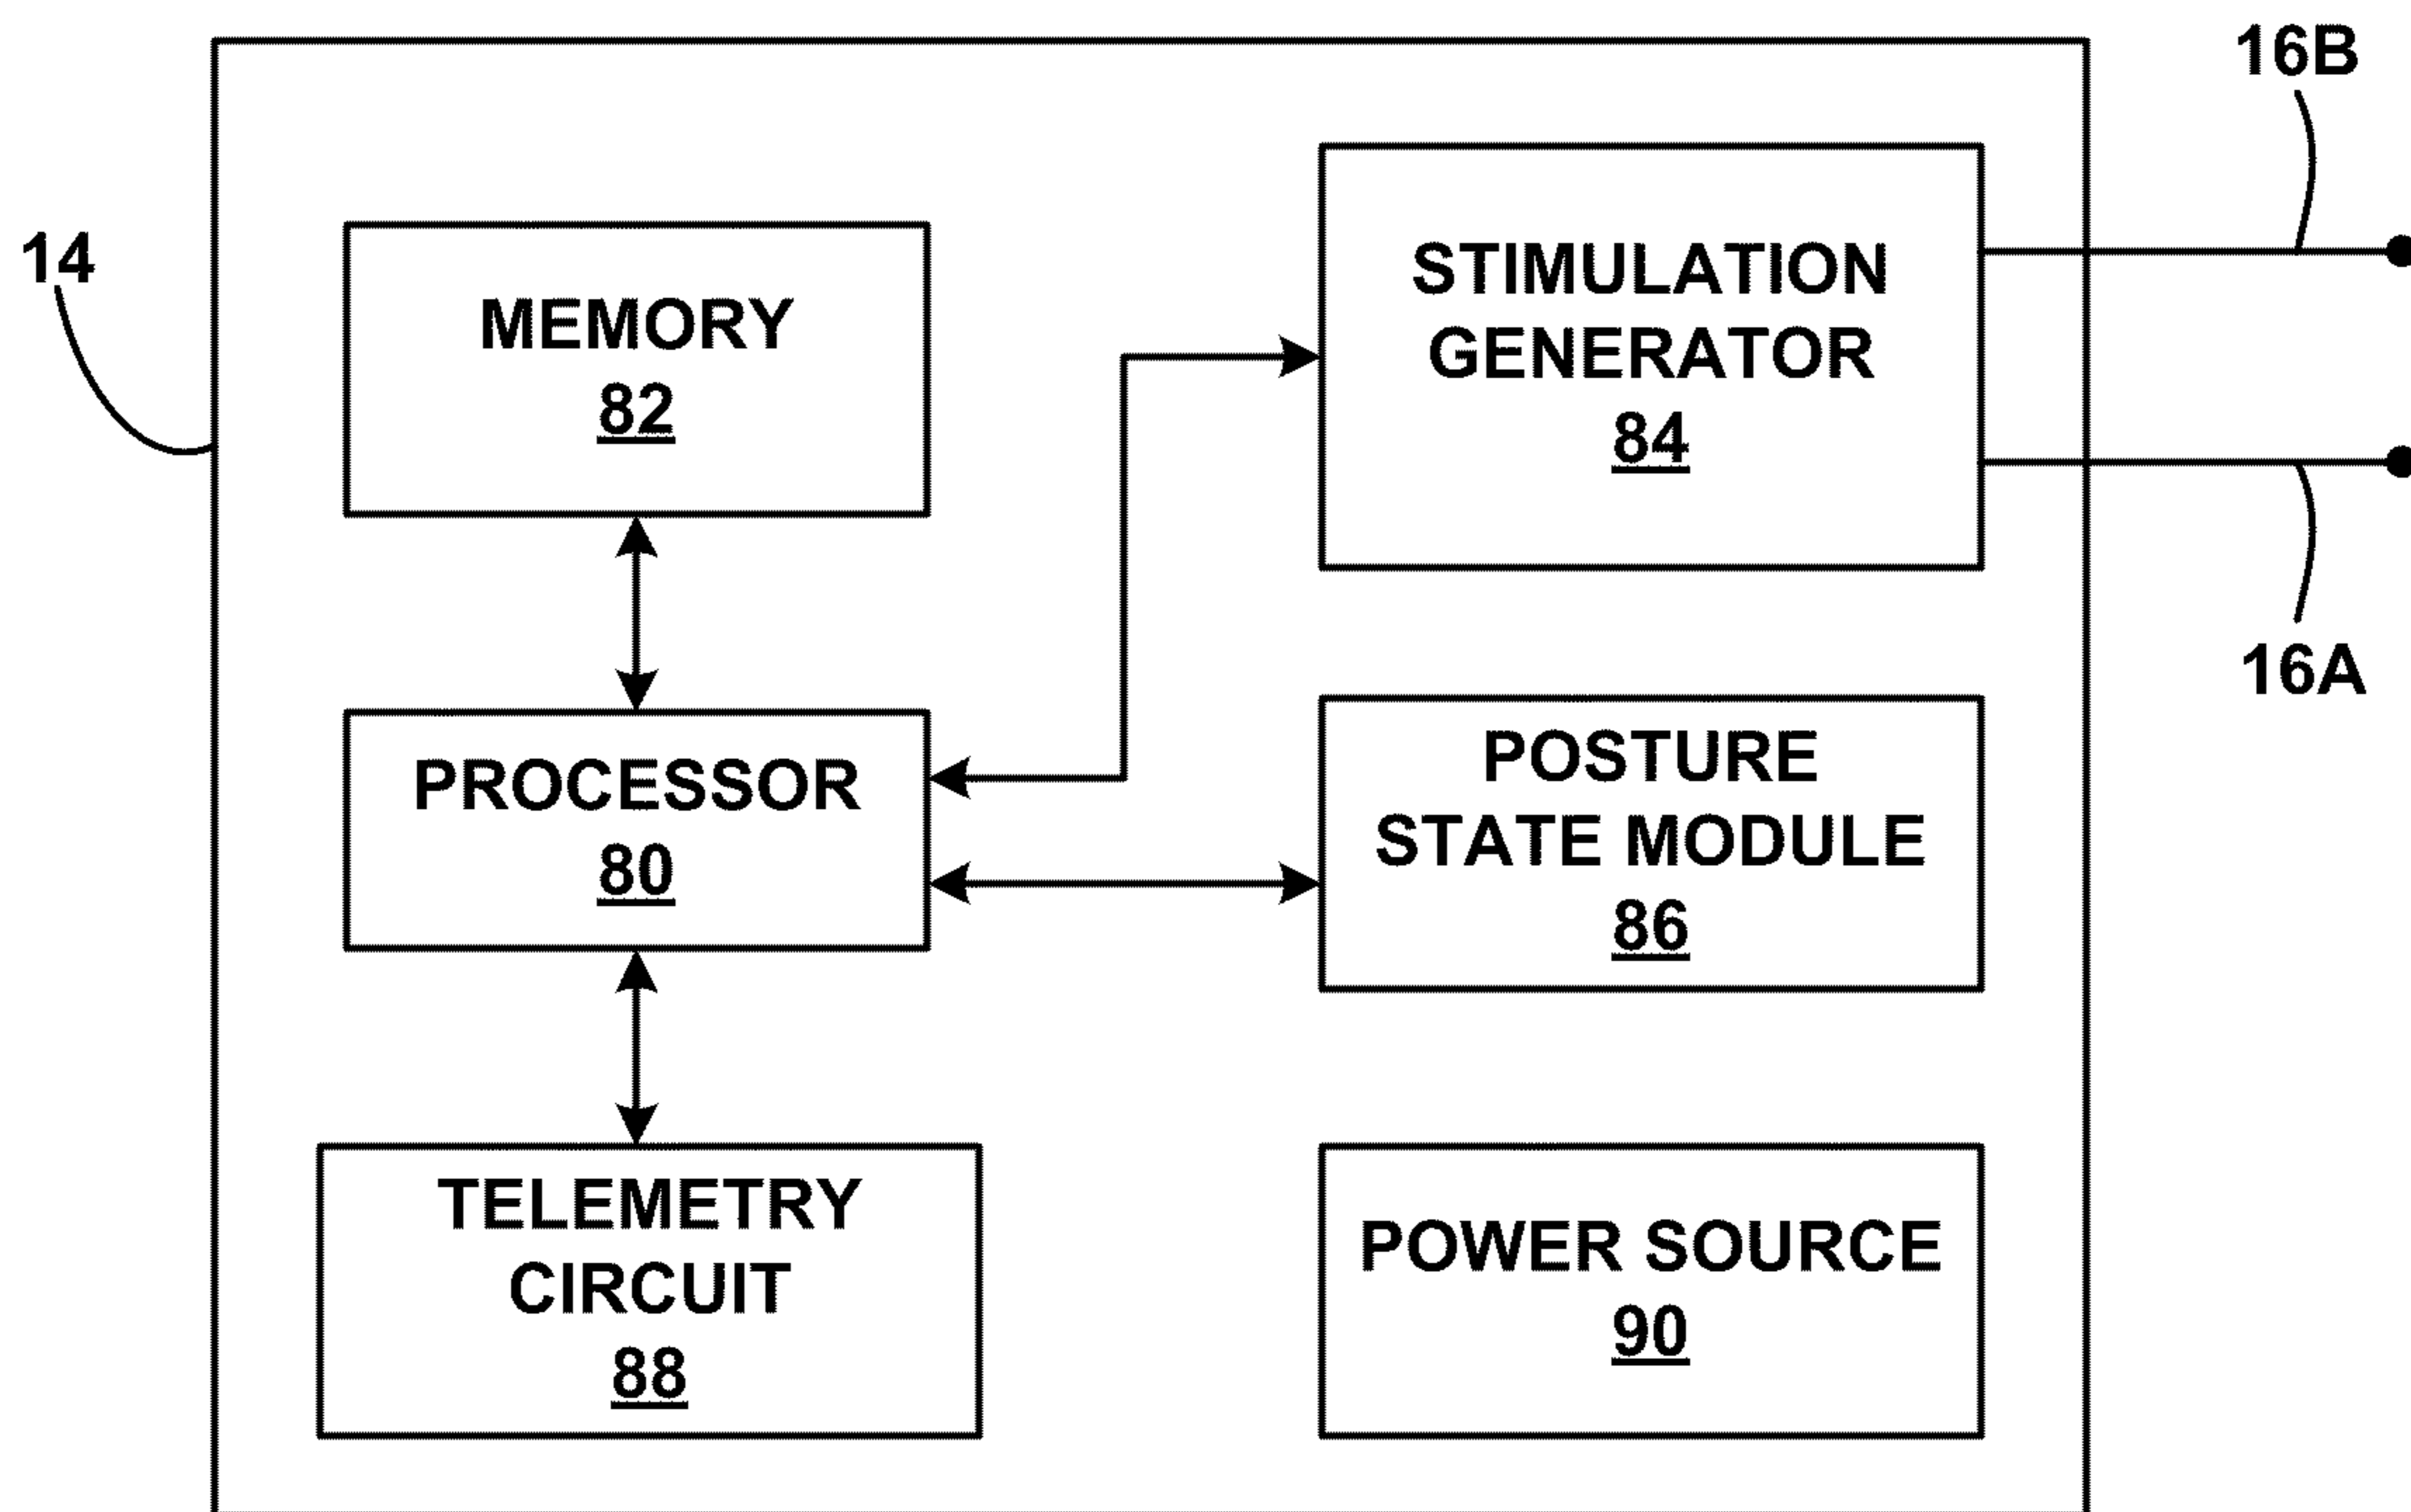 14
MEMORY
82
PROCESSOR
80
TELEMETRY
CIRCUIT
88
STIMULATION
GENERATOR
84
POSTURE
STATE MODULE
86
POWER SOURCE
90
16B
16A